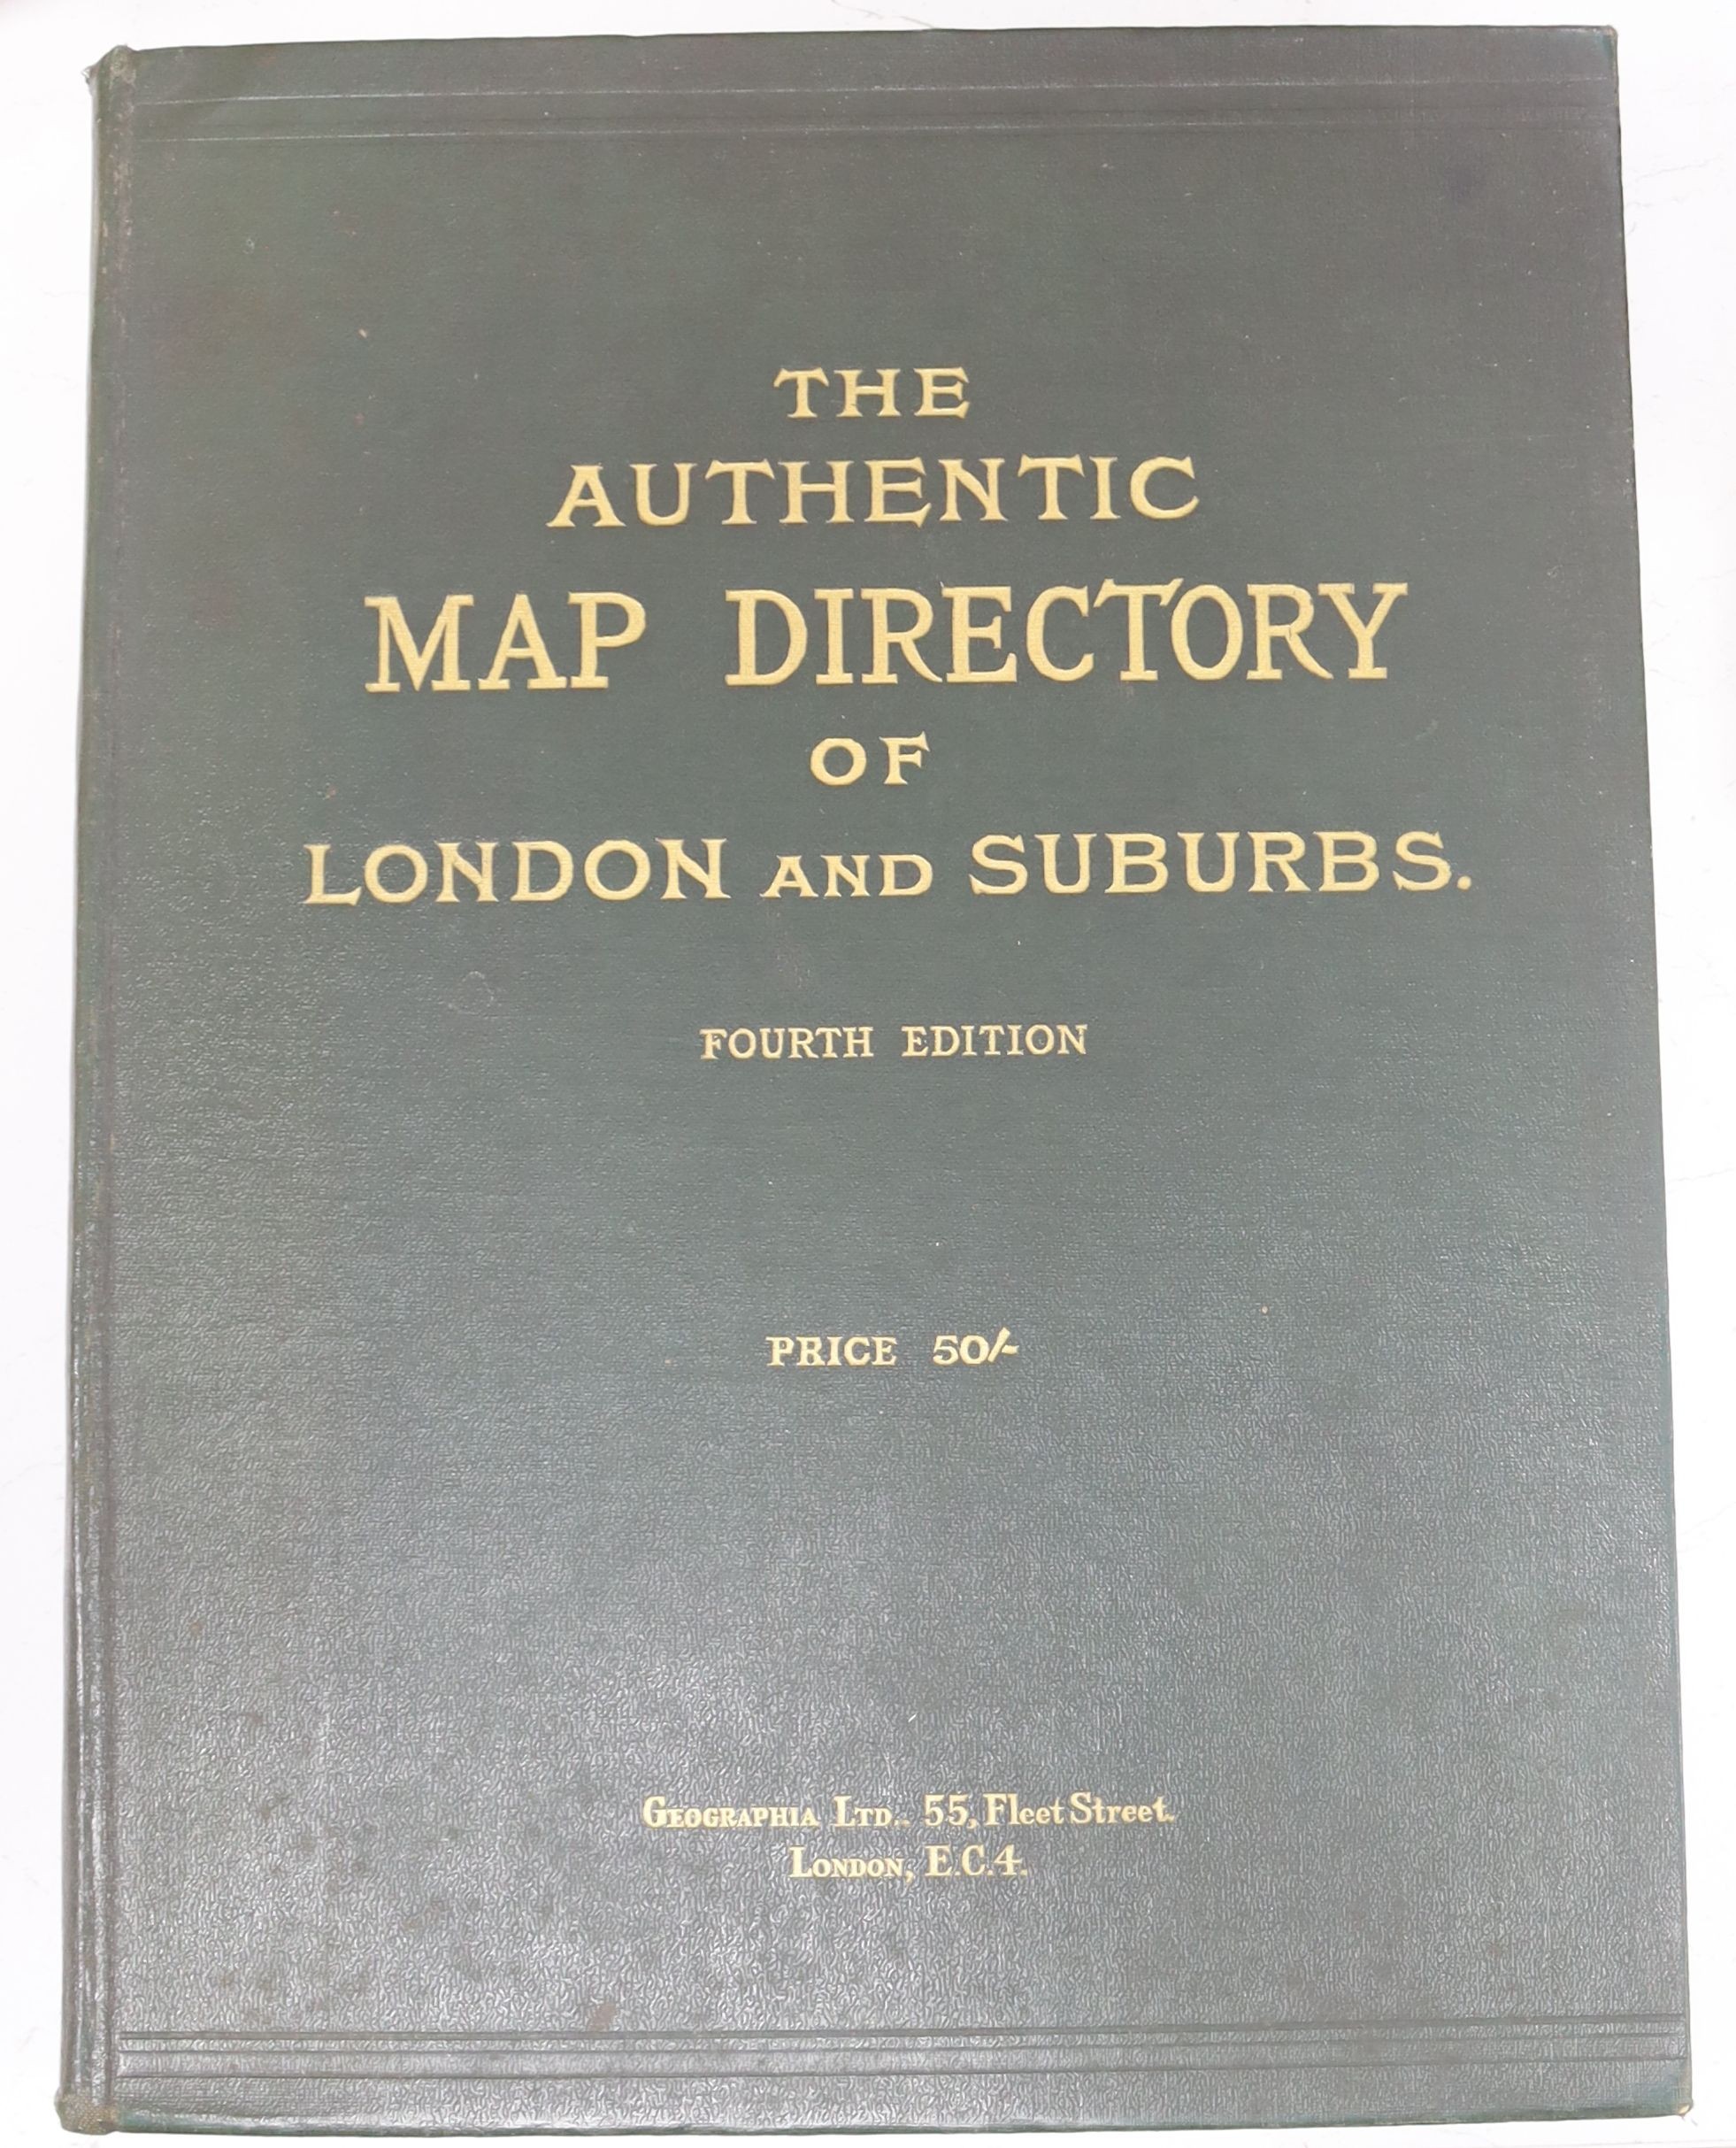 THE
AUTHENTIC
MAP DIRECTORY
OF
LONDON AND SUBURBS.
FOURTH EDITION
PRICE 50/-
GEOGRAPHIA LTD., 55, Fleet Street.
LONDON, E.C.4.